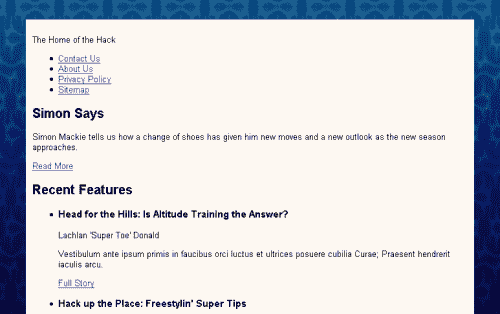 The Home of the Hack
Contact Us
About Us
Privacy Policy
Sitemap
Simon Says
Simon Mackie tells us how a change of shoes has given him new moves and a new outlook as the new season
approaches.
Read More
Recent Features
Head for the Hills: Is Altitude Training the Answer?
Lachlan 'Super Toe' Donald
Vestibulum ante ipsum primis in faucibus orci luctus et ultrices posuere cubilia Curae; Praesent hendrerit
iaculis arcu.
Full Story
Hack up the Place: Freestylin' Super Tips